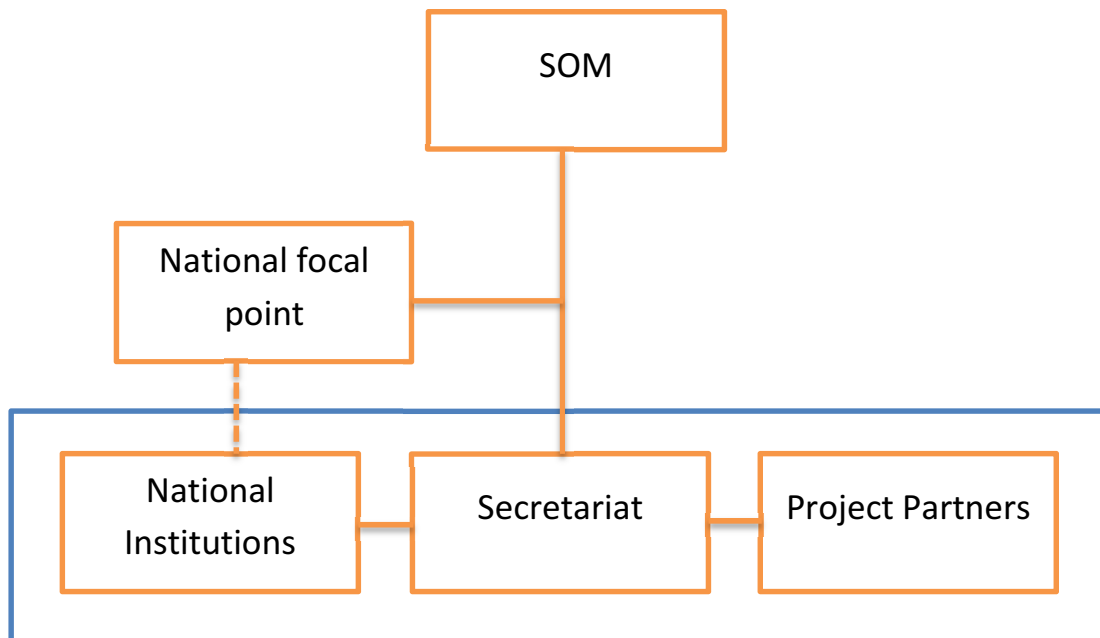 SOM
National focal
point
National
Institutions
Secretariat
Project Partners